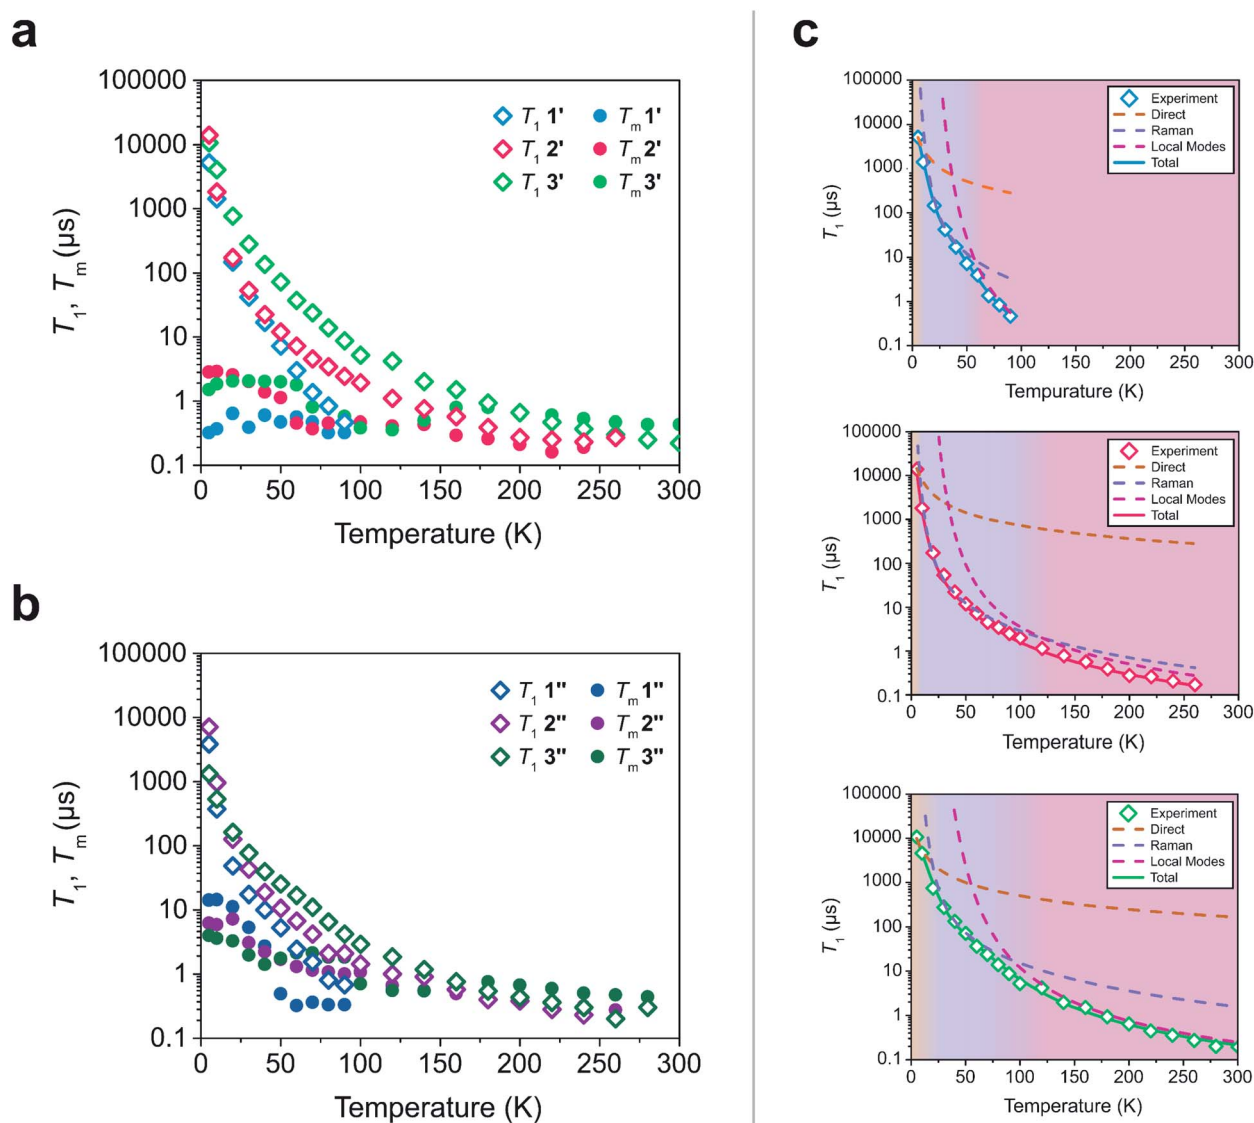 a
100000
10000
1000
100
10
1
0.1
T1, Tm (µs)
T1 1' Tm 1'
T1 2' Tm 2'
T1 3' Tm 3'
0 50 100 150 200 250 300
Temperature (K)
b
100000
10000
1000
100
10
1
0.1
T1, Tm (µs)
T1 1" Tm 1"
T1 2" Tm 2"
T1 3" Tm 3"
0 50 100 150 200 250 300
Temperature (K)
c
100000
10000
1000
100
10
1
0.1
T1 (µs)
Experiment
Direct
Raman
Local Modes
Total
0 50 100 150 200 250 300
Tempurature (K)
100000
10000
1000
100
10
1
0.1
T1 (µs)
Experiment
Direct
Raman
Local Modes
Total
0 50 100 150 200 250 300
Temperature (K)
100000
10000
1000
100
10
1
0.1
T1 (µs)
Experiment
Direct
Raman
Local Modes
Total
0 50 100 150 200 250 300
Temperature (K)